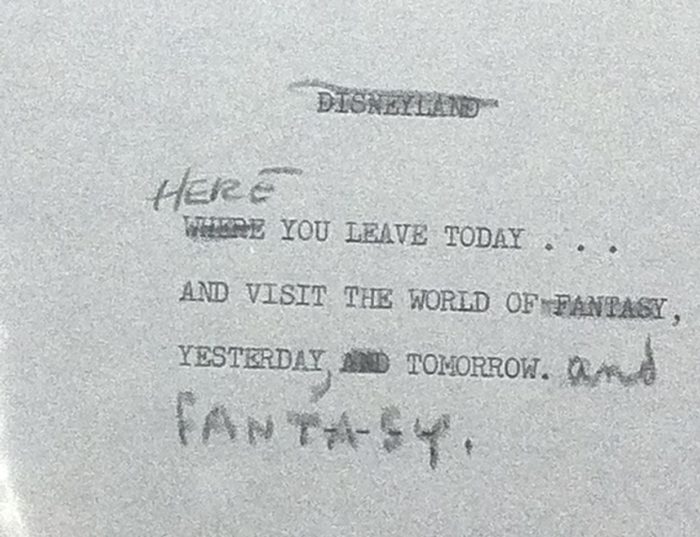 DISNEYLAND
HERE
WHERE YOU LEAVE TODAY . . .
AND VISIT THE WORLD OF FANTASY,
YESTERDAY, AND TOMORROW. and
FANTASY.